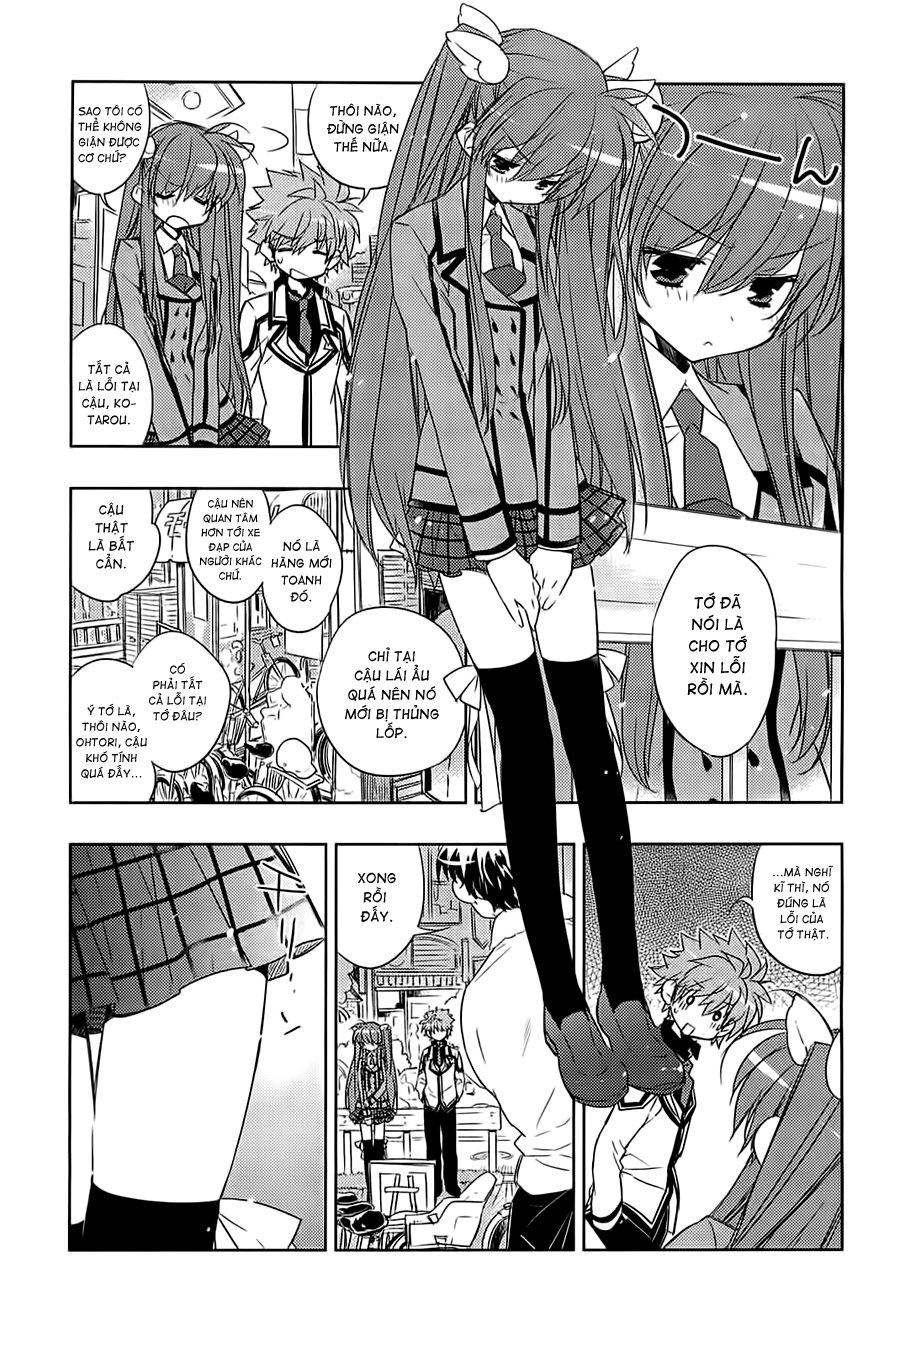 THÔI NÀO,
ĐỪNG GIẬN
THẾ NỮA.
SAO TÔI CÓ
THỂ KHÔNG
GIẬN ĐƯỢC
CƠ CHỨ?
TẤT CẢ
LÀ LỖI TẠI
CẬU, KO-
TAROU.
うーん
TỚ ĐÃ
NÓI LÀ
CHO TỚ
XIN LỖI
RỒI MÀ.
NÓ LÀ
HÀNG MỚI
TOANH
ĐÓ.
CẬU NÊN
QUAN TÂM
HƠN TỚI XE
ĐẠP CỦA
NGƯỜI KHÁC
CHỨ.
CẬU
THẬT
LÀ BẤT
CẨN.
CHỈ TẠI
CẬU LÁI ẨU
QUÁ NÊN NÓ
MỚI BỊ THỦNG
LỐP.
CÓ
PHẢI TẤT
CẢ LỖI TẠI
TỚ ĐÂU?
Ý TỚ LÀ,
THÔI NÀO,
OHTORI, CẬU
KHÓ TÍNH
QUÁ ĐẤY...
...MÀ NGHĨ
KĨ THÌ, NÓ
ĐÚNG LÀ
LỖI CỦA
TỚ THẬT.
XONG
RỒI
ĐẤY.